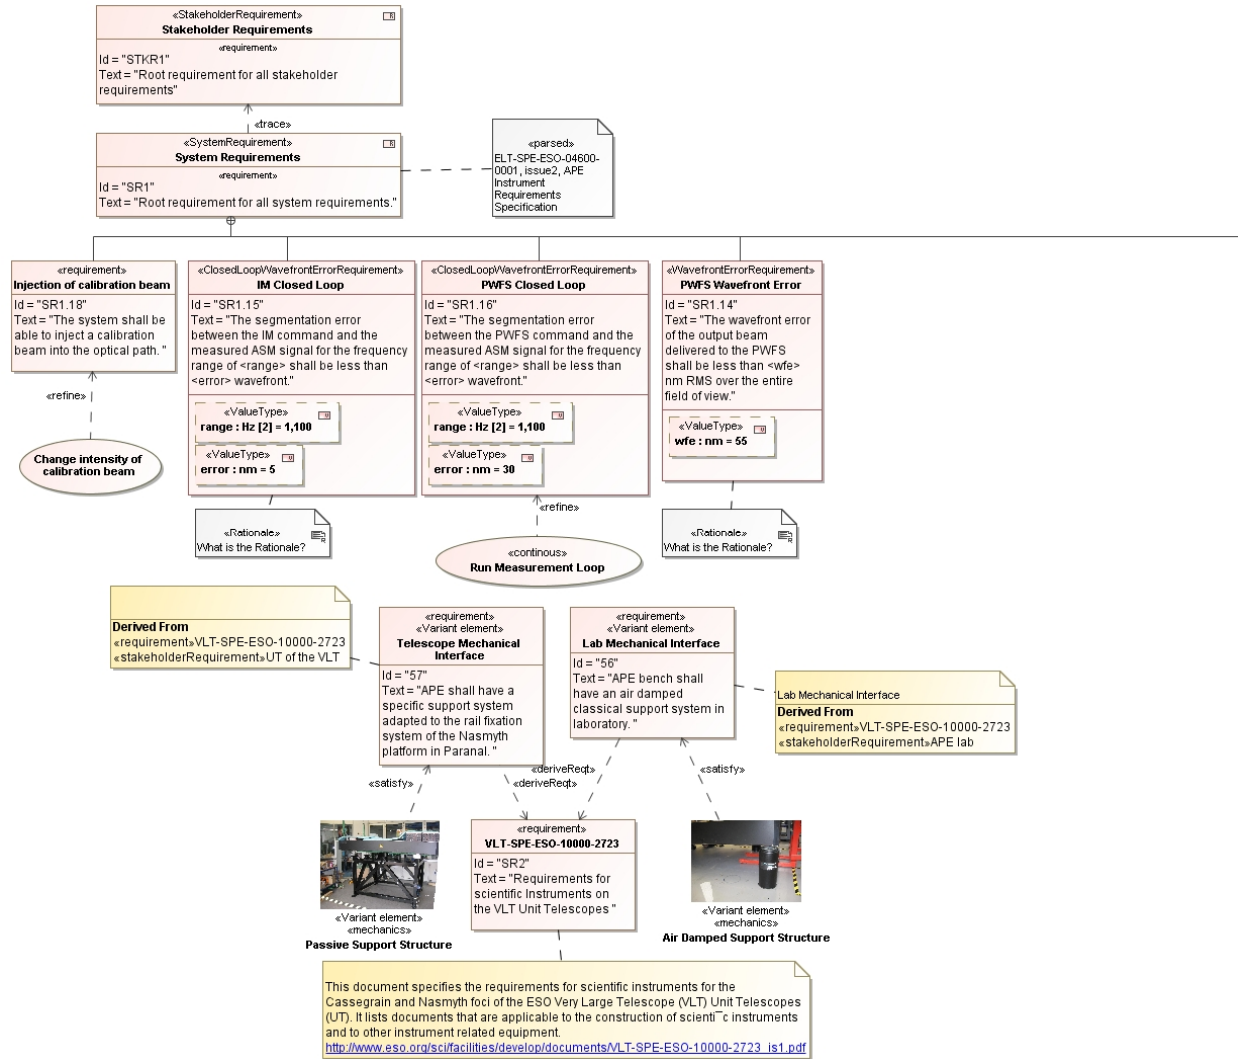 «StakeholderRequirement»
Stakeholder Requirements
«requirement»
Id = "STKR1"
Text = "Root requirement for all stakeholder
requirements"
«trace»
«SystemRequirement»
System Requirements
«requirement»
Id = "SR1"
Text = "Root requirement for all system requirements."
«parsed»
ELT-SPE-ESO-04600-
0001, issue2, APE
Instrument
Requirements
Specification
«requirement»
Injection of calibration beam
Id = "SR1.18"
Text = "The system shall be
able to inject a calibration
beam into the optical path. "
«refine»
Change intensity of
calibration beam
«ClosedLoopWavefrontErrorRequirement»
IM Closed Loop
Id = "SR1.15"
Text = "The segmentation error
between the IM command and the
measured ASM signal for the frequency
range of <range> shall be less than
<error> wavefront."
«ValueType»
range : Hz [2] = 1,100
«ValueType»
error : nm = 5
«Rationale»
What is the Rationale?
«ClosedLoopWavefrontErrorRequirement»
PWFS Closed Loop
Id = "SR1.16"
Text = "The segmentation error
between the PWFS command and the
measured ASM signal for the frequency
range of <range> shall be less than
<error> wavefront."
«ValueType»
range : Hz [2] = 1,100
«ValueType»
error : nm = 30
«refine»
«continous»
Run Measurement Loop
«WavefrontErrorRequirement»
PWFS Wavefront Error
Id = "SR1.14"
Text = "The wavefront error
of the output beam
delivered to the PWFS
shall be less than <wfe>
nm RMS over the entire
field of view."
«ValueType»
wfe : nm = 55
«Rationale»
What is the Rationale?
Derived From
«requirement»VLT-SPE-ESO-10000-2723
«stakeholderRequirement»UT of the VLT
«requirement»
«Variant element»
Telescope Mechanical
Interface
Id = "57"
Text = "APE shall have a
specific support system
adapted to the rail fixation
system of the Nasmyth
platform in Paranal. "
«requirement»
«Variant element»
Lab Mechanical Interface
Id = "56"
Text = "APE bench shall
have an air damped
classical support system in
laboratory. "
Lab Mechanical Interface
Derived From
«requirement»VLT-SPE-ESO-10000-2723
«stakeholderRequirement»APE lab
«satisfy»
«deriveReqt»
«deriveReqt»
«satisfy»
«Variant element»
«mechanics»
Passive Support Structure
«requirement»
VLT-SPE-ESO-10000-2723
Id = "SR2"
Text = "Requirements for
scientific Instruments on
the VLT Unit Telescopes "
«Variant element»
«mechanics»
Air Damped Support Structure
This document specifies the requirements for scientific instruments for the
Cassegrain and Nasmyth foci of the ESO Very Large Telescope (VLT) Unit Telescopes
(UT). It lists documents that are applicable to the construction of scienti¯c instruments
and to other instrument related equipment.
http://www.eso.org/sci/facilities/develop/documents/VLT-SPE-ESO-10000-2723_is1.pdf